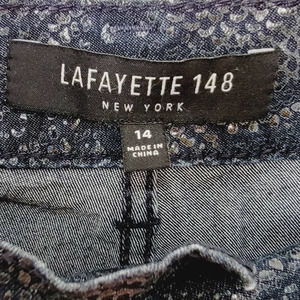 LAFAYETTE 148
NEW YORK
14
MADE IN
CHINA